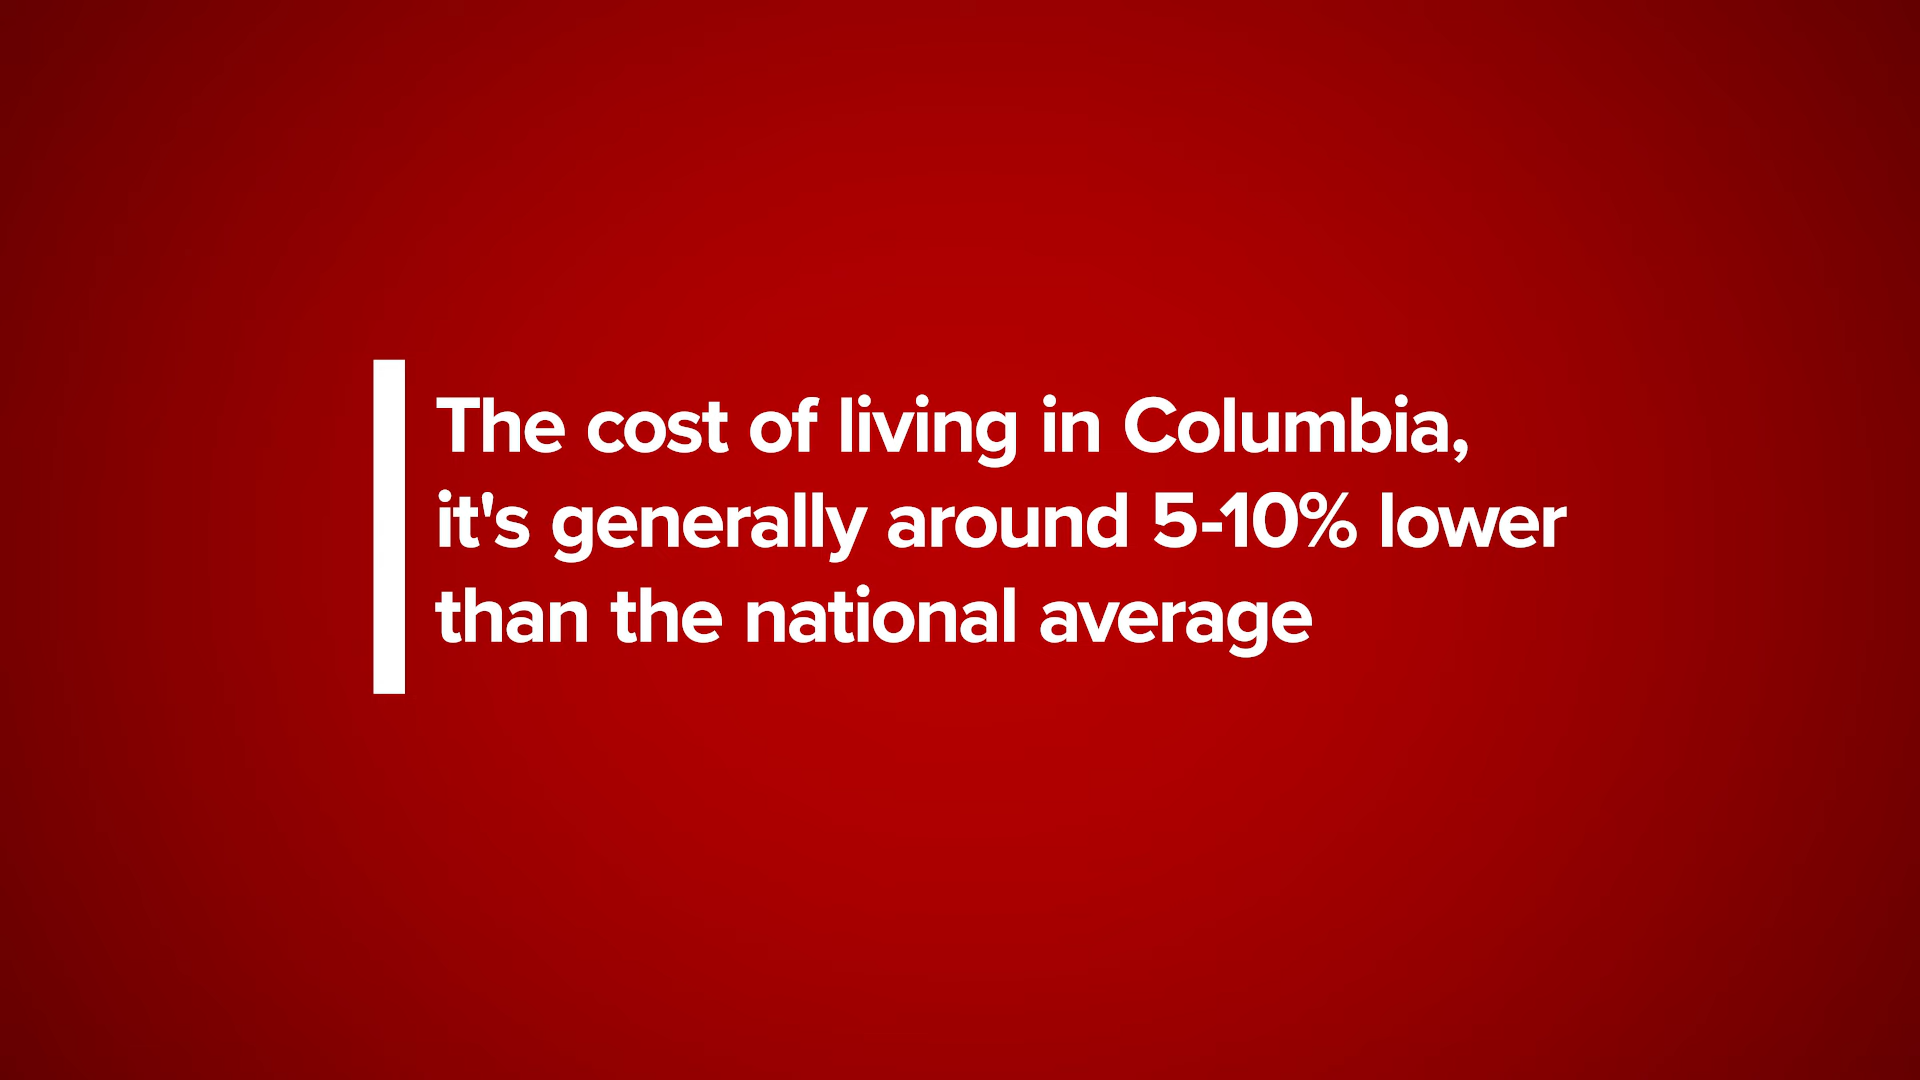 The cost of living in Columbia,
it's generally around 5-10% lower
than the national average